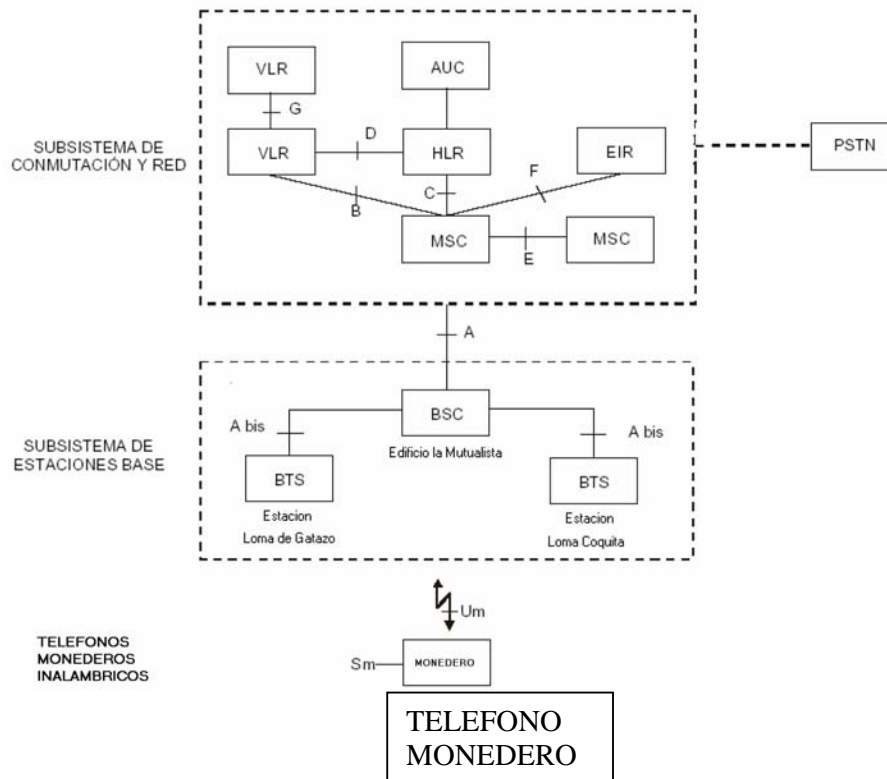 VLR
AUC
G
SUBSISTEMA DE
CONMUTACIÓN Y RED
VLR
D
HLR
EIR
PSTN
B
C
F
MSC
E
MSC
A
SUBSISTEMA DE
ESTACIONES BASE
A bis
BSC
Edificio la Mutualista
A bis
BTS
Estacion
Loma de Gatazo
BTS
Estacion
Loma Coquita
Um
TELEFONOS
MONEDEROS
INALAMBRICOS
Sm
MONEDERO
TELEFONO
MONEDERO